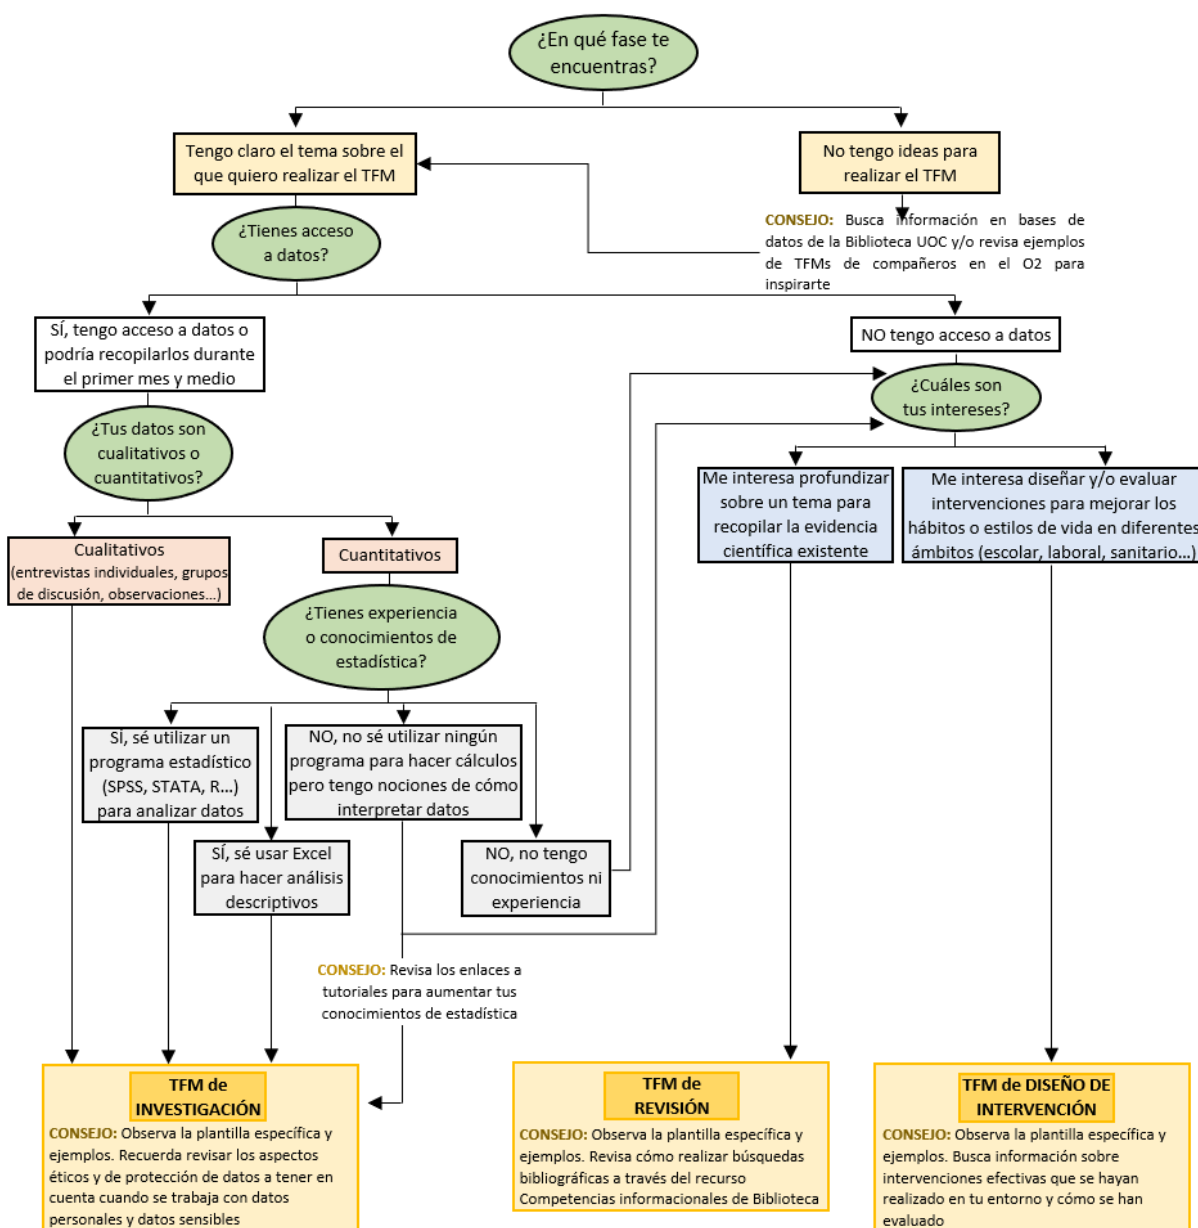 ¿En qué fase te
encuentras?
Tengo claro el tema sobre el
que quiero realizar el TFM
No tengo ideas para
realizar el TFM
CONSEJO: Busca información en bases de
datos de la Biblioteca UOC y/o revisa ejemplos
de TFMs de compañeros en el O2 para
inspirarte
¿Tienes acceso
a datos?
SÍ, tengo acceso a datos o
podría recopilarlos durante
el primer mes y medio
NO tengo acceso a datos
¿Tus datos son
cualitativos o
cuantitativos?
¿Cuáles son
tus intereses?
Cualitativos
(entrevistas individuales, grupos
de discusión, observaciones...)
Cuantitativos
Me interesa profundizar
sobre un tema para
recopilar la evidencia
científica existente
Me interesa diseñar y/o evaluar
intervenciones para mejorar los
hábitos o estilos de vida en diferentes
ámbitos (escolar, laboral, sanitario...)
¿Tienes experiencia
o conocimientos de
estadística?
SÍ, sé utilizar un
programa estadístico
(SPSS, STATA, R...)
para analizar datos
NO, no sé utilizar ningún
programa para hacer cálculos
pero tengo nociones de cómo
interpretar datos
SÍ, sé usar Excel
para hacer análisis
descriptivos
NO, no tengo
conocimientos ni
experiencia
CONSEJO: Revisa los enlaces a
tutoriales para aumentar tus
conocimientos de estadística
TFM de
INVESTIGACIÓN
CONSEJO: Observa la plantilla específica y
ejemplos. Recuerda revisar los aspectos
éticos y de protección de datos a tener en
cuenta cuando se trabaja con datos
personales y datos sensibles
TFM de
REVISIÓN
CONSEJO: Observa la plantilla específica y
ejemplos. Revisa cómo realizar búsquedas
bibliográficas a través del recurso
Competencias informacionales de Biblioteca
TFM de DISEÑO DE
INTERVENCIÓN
CONSEJO: Observa la plantilla específica y
ejemplos. Busca información sobre
intervenciones efectivas que se hayan
realizado en tu entorno y cómo se han
evaluado